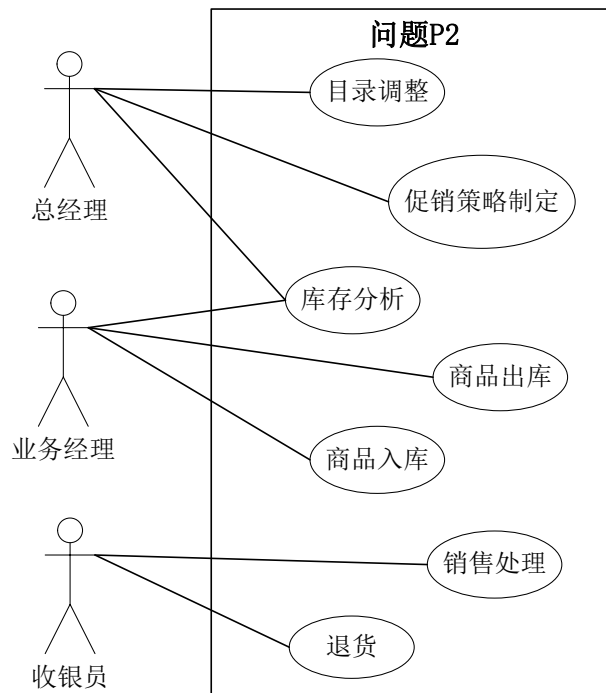 问题P2
目录调整
促销策略制定
总经理
库存分析
商品出库
业务经理
商品入库
销售处理
退货
收银员